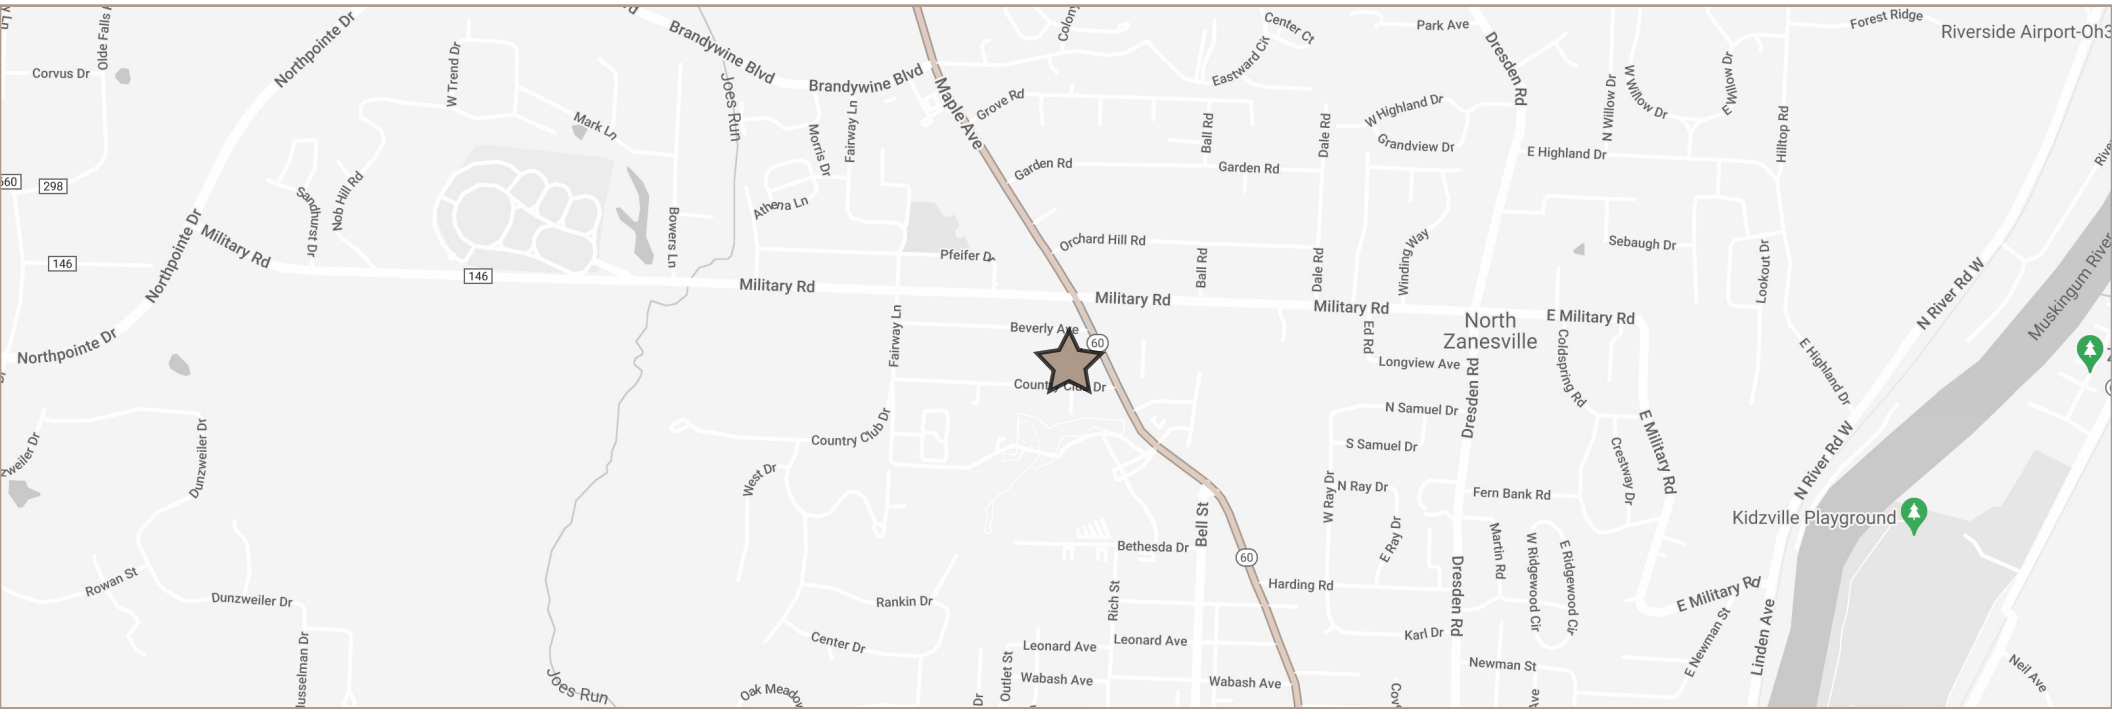 Northpointe Dr
Brandywine Blvd
Center Ct
Park Ave
Forest Ridge
Riverside Airport-Oh3
Corvus Dr
W Trend Dr
Joes Run
Brandywine Blvd
Eastward Cir
Dresden Rd
Mark Ln
Morris Dr
Fairway Ln
Maple Ave
Grove Rd
Ball Rd
Dale Rd
W Highland Dr
Grandview Dr
N Willow Dr
W Willow Dr
E Willow Dr
Hilltop Rd
E Highland Dr
298
Sandhurst Dr
Nob Hill Rd
Garden Rd
Garden Rd
Athena Ln
Northpointe Dr
Military Rd
Bowers Ln
Pfeifer Dr
Orchard Hill Rd
Ball Rd
Dale Rd
Winding Way
Sebaugh Dr
Lookout Dr
N River Rd W
Muskingum River
146
146
Military Rd
Military Rd
Military Rd
E Military Rd
North
Zanesville
Northpointe Dr
Fairway Ln
Beverly Ave
60
Ed Rd
Longview Ave
Coldspring Rd
E Highland Dr
Country Club Dr
Dresden Rd
N Samuel Dr
S Samuel Dr
Dunzweiler Dr
Country Club Dr
West Dr
Crestway Dr
E Military Rd
N River Rd W
W Ray Dr
N Ray Dr
E Ray Dr
Fern Bank Rd
Kidzville Playground
Bell St
Bethesda Dr
60
Martin Rd
W Ridgewood Cir
E Ridgewood Cir
Rowan St
Dunzweiler Dr
Rankin Dr
Rich St
Harding Rd
Dresden Rd
E Military Rd
Center Dr
Leonard Ave
Leonard Ave
Karl Dr
E Newman St
Linden Ave
Joes Run
Outlet St
Wabash Ave
Wabash Ave
Newman St
Neil Ave